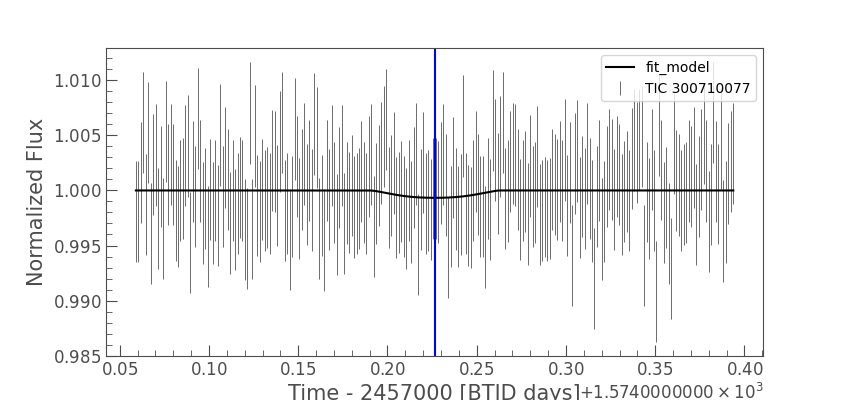 fit_model
TIC 300710077
Normalized Flux
1.010
1.005
1.000
0.995
0.990
0.985
0.05 0.10 0.15 0.20 0.25 0.30 0.35 0.40
Time - 2457000 [BTJD days] +1.5740000000 × 10³